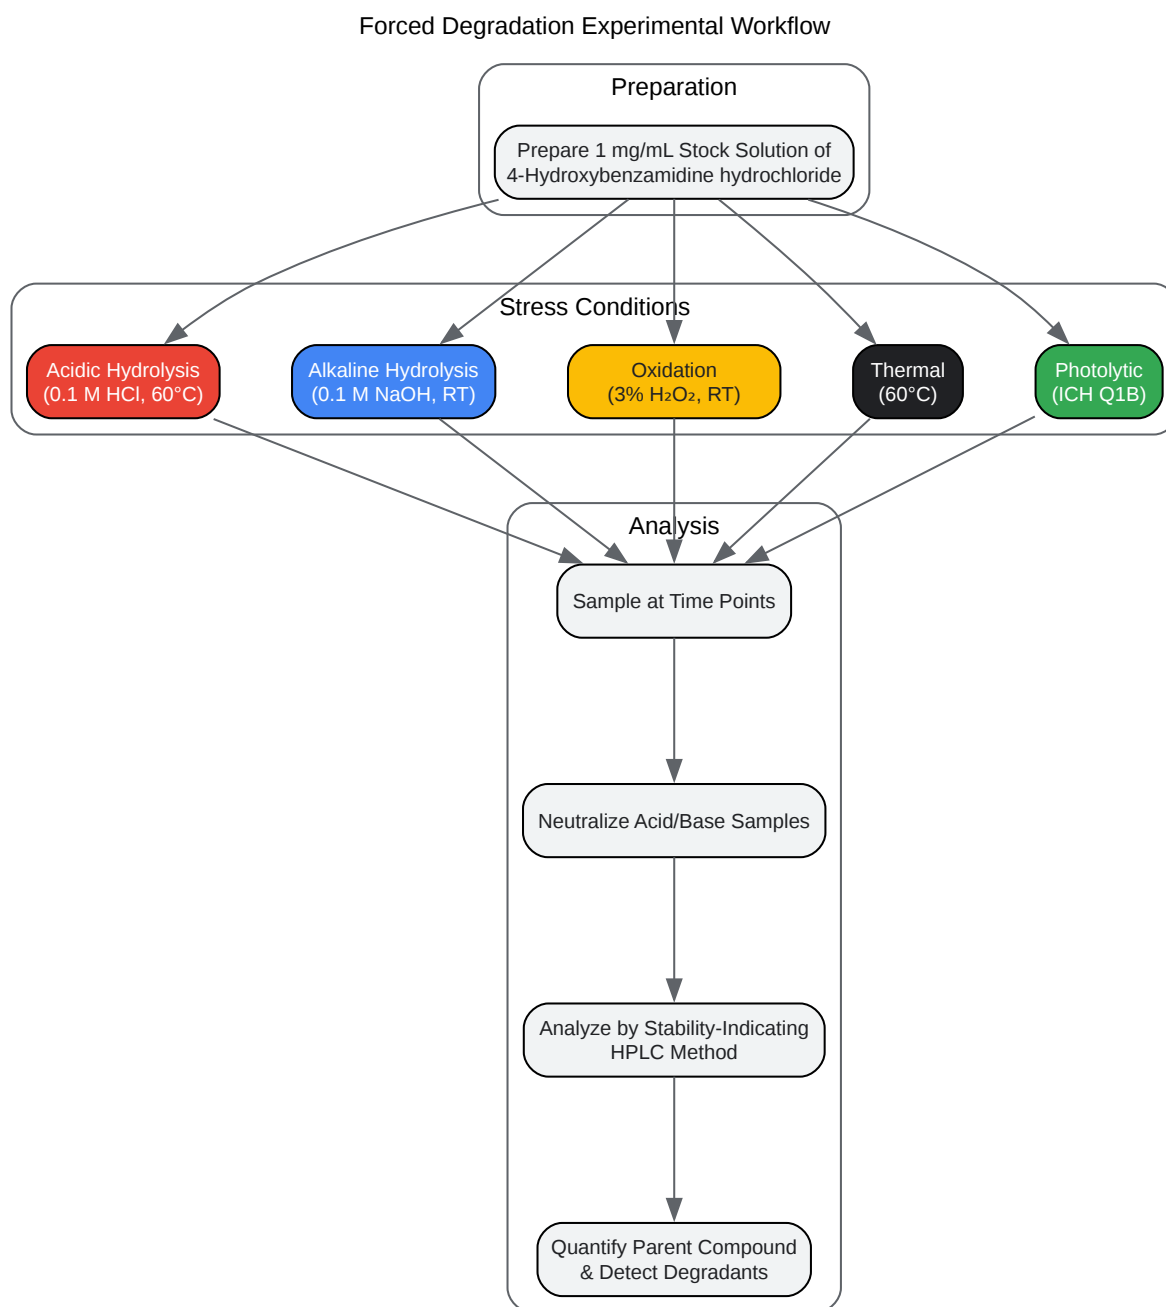 Forced Degradation Experimental Workflow
Preparation
Prepare 1 mg/mL Stock Solution of
4-Hydroxybenzamidine hydrochloride
Stress Conditions
Acidic Hydrolysis
(0.1 M HCl, 60°C)
Alkaline Hydrolysis
(0.1 M NaOH, RT)
Oxidation
(3% H₂O₂, RT)
Thermal
(60°C)
Photolytic
(ICH Q1B)
Analysis
Sample at Time Points
Neutralize Acid/Base Samples
Analyze by Stability-Indicating
HPLC Method
Quantify Parent Compound
& Detect Degradants